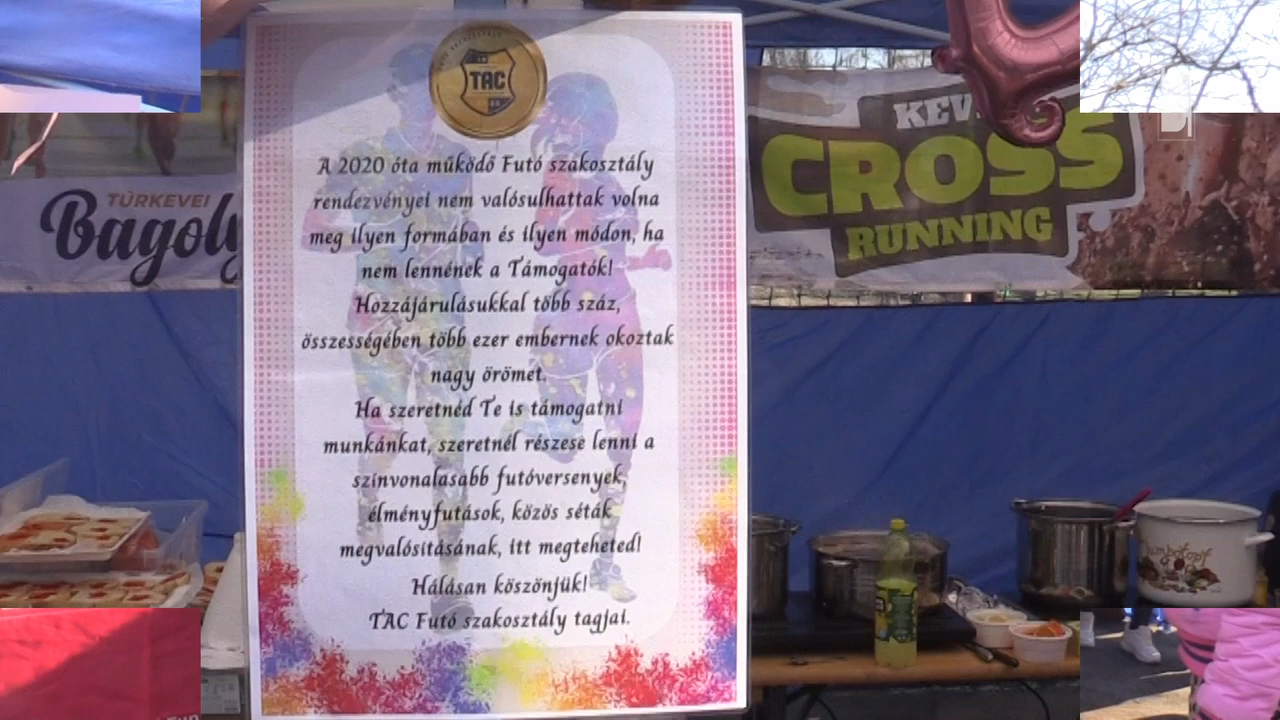 TAC
A 2020 óta működő Futó szakosztály
rendezvényei nem valósulhattak volna
meg ilyen formában és ilyen módon, ha
nem lennének a Támogatók!
Hozzájárulásukkal több száz,
összességében több ezer embernek okoztak
nagy örömet.
Ha szeretnéd Te is támogatni
munkánkat, szeretnél részese lenni a
színvonalasabb futóversenyek,
élményfutások, közös séták
megvalósításának, itt megteheted!
Hálásan köszönjük!
TAC Futó szakosztály tagjai.
TÚRKEVEI
Bagoly
CROSS
RUNNING